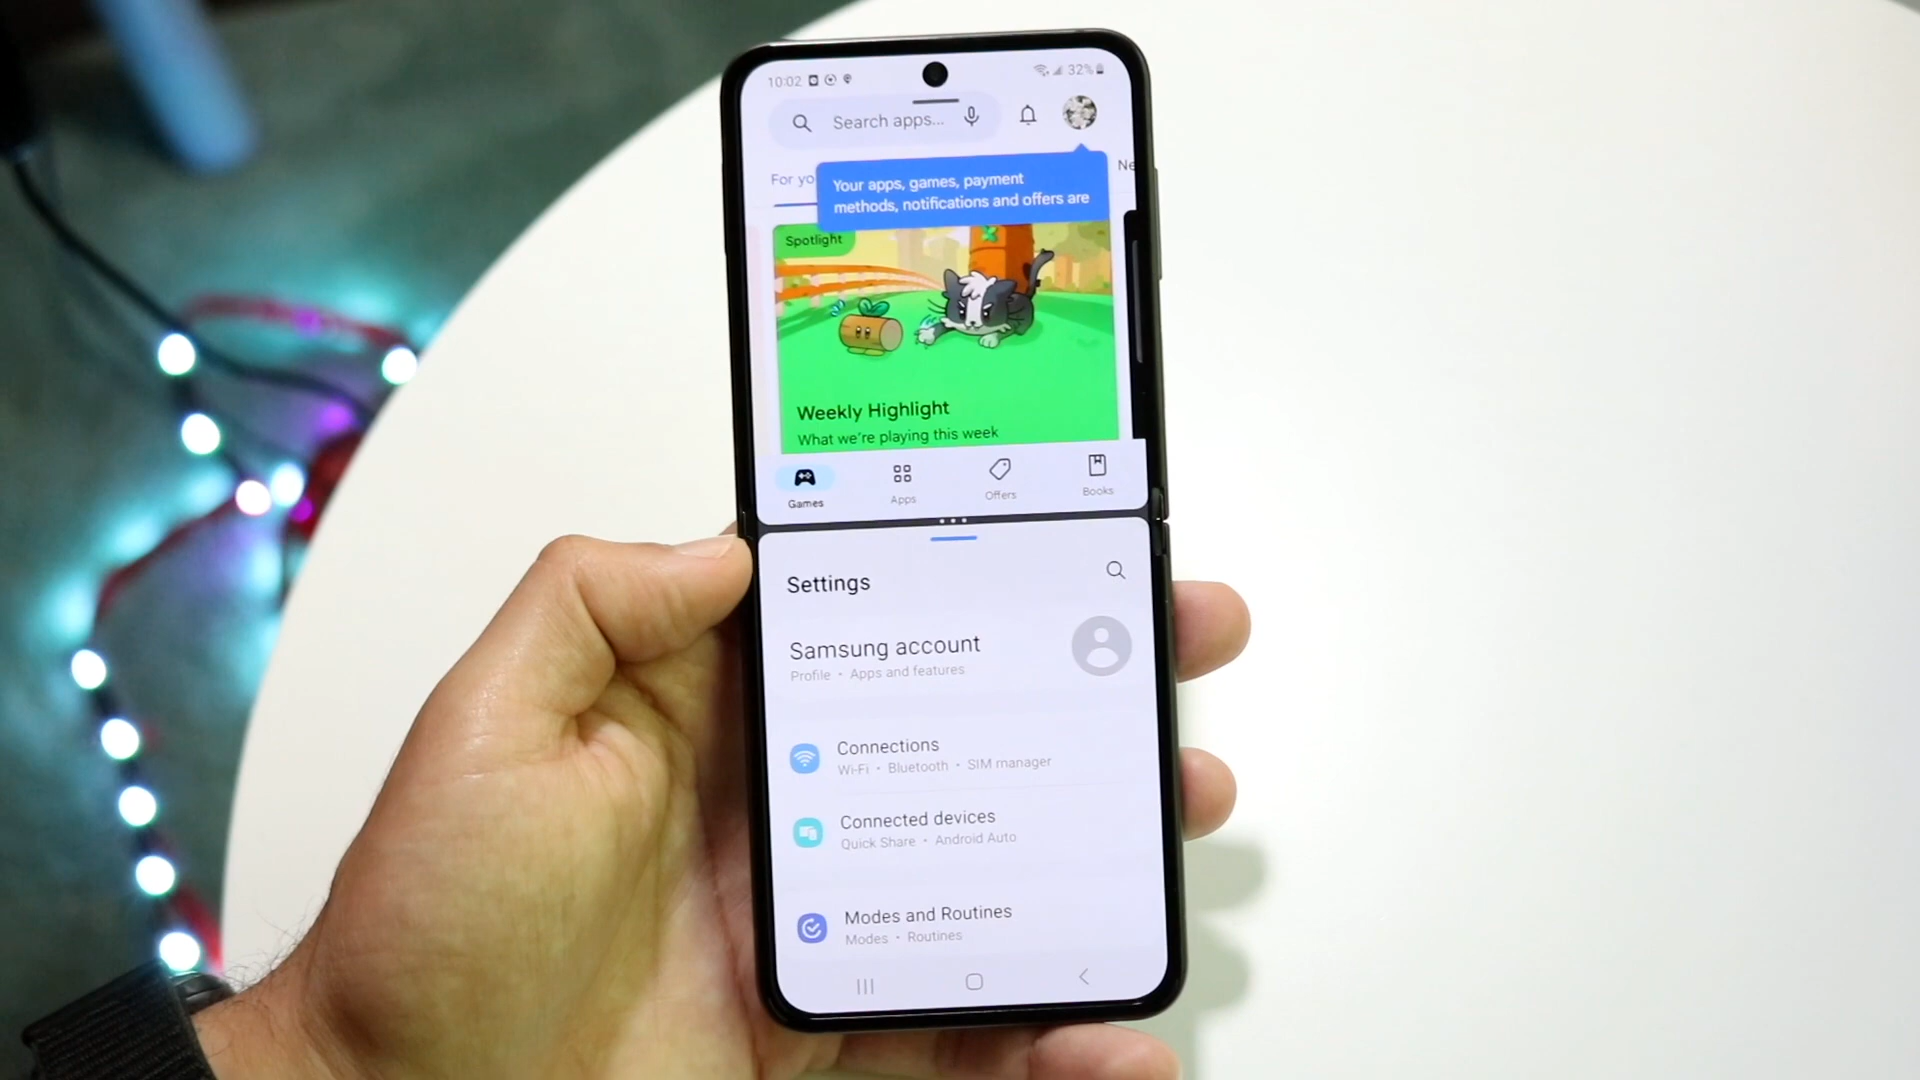 10:02
32%
Search apps...
For yo
Ne
Your apps, games, payment
methods, notifications and offers are
Spotlight
Weekly Highlight
What we're playing this week
Games
Apps
Offers
Books
Settings
Samsung account
Profile • Apps and features
Connections
Wi-Fi • Bluetooth • SIM manager
Connected devices
Quick Share • Android Auto
Modes and Routines
Modes • Routines